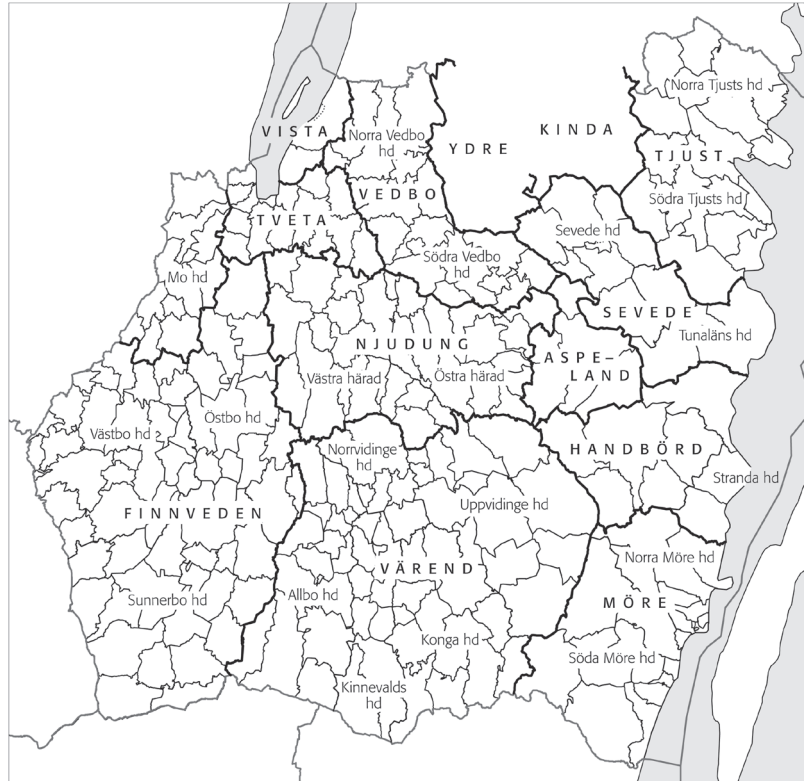 Norra Tjusts hd
VISTA
Norra Vedbo
hd
KINDA
YDRE
TJUST
VEDBO
Södra Tjusts hd
TVETA
Sevede hd
Södra Vedbo
hd
Mo hd
SEVEDE
Tunaläns hd
NJUDUNG
ASPE–
LAND
Västra härad
Östra härad
Östbo hd
Västbo hd
Norrvidinge
hd
HANDBÖRD
Stranda hd
Uppvidinge hd
FINNVEDEN
Norra Möre hd
VÄREND
Allbo hd
Sunnerbo hd
MÖRE
Konga hd
Söda Möre hd
Kinnevalds
hd